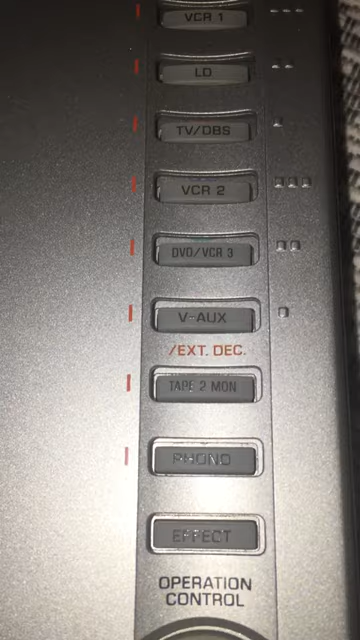 VCR 1
LD
TV/DBS
VCR 2
DVD/VCR 3
V-AUX
/EXT. DEC.
TAPE 2 MON
PHONO
EFFECT
OPERATION
CONTROL